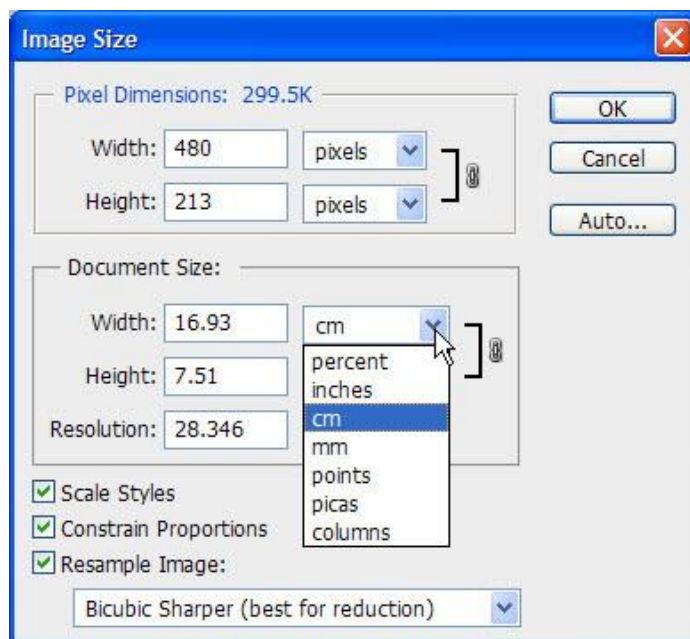 Image Size
Pixel Dimensions: 299.5K
OK
Width: 480 pixels
Cancel
Height: 213 pixels
Auto...
Document Size:
Width: 16.93 cm
percent
Height: 7.51
inches
cm
Resolution: 28.346
mm
points
Scale Styles
picas
Constrain Proportions
columns
Resample Image:
Bicubic Sharper (best for reduction)